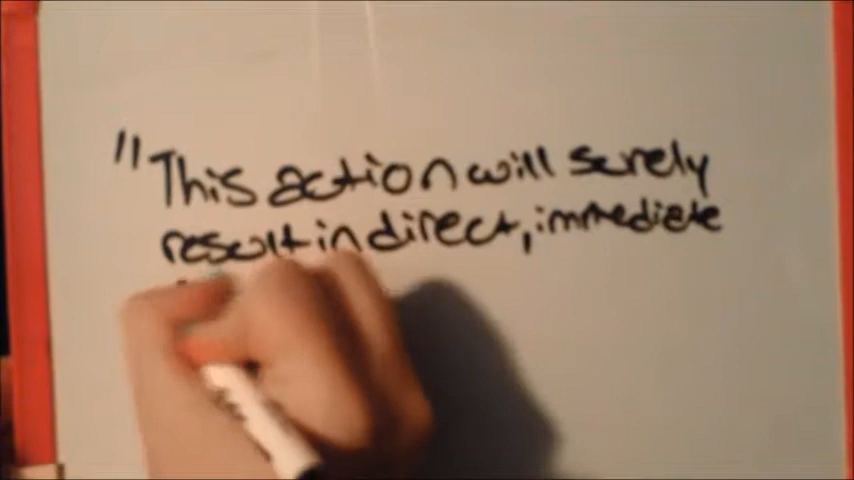 "This action will surely
result in direct, immediate